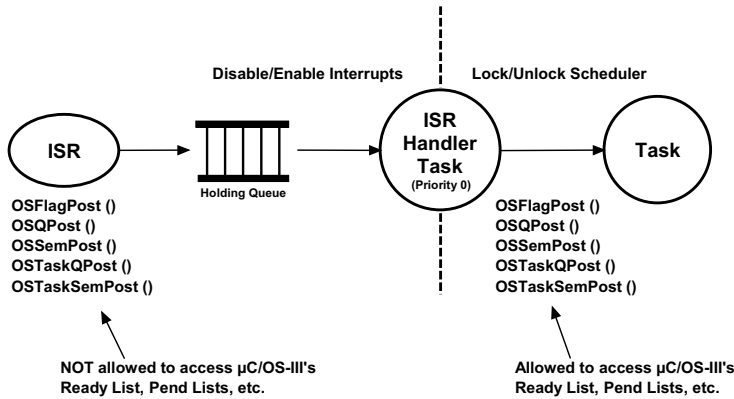 Disable/Enable Interrupts
Lock/Unlock Scheduler
ISR
Holding Queue
ISR
Handler
Task
(Priority 0)
Task
OSFlagPost ()
OSQPost ()
OSSemPost ()
OSTaskQPost ()
OSTaskSemPost ()
OSFlagPost ()
OSQPost ()
OSSemPost ()
OSTaskQPost ()
OSTaskSemPost ()
NOT allowed to access µC/OS-III's
Ready List, Pend Lists, etc.
Allowed to access µC/OS-III's
Ready List, Pend Lists, etc.